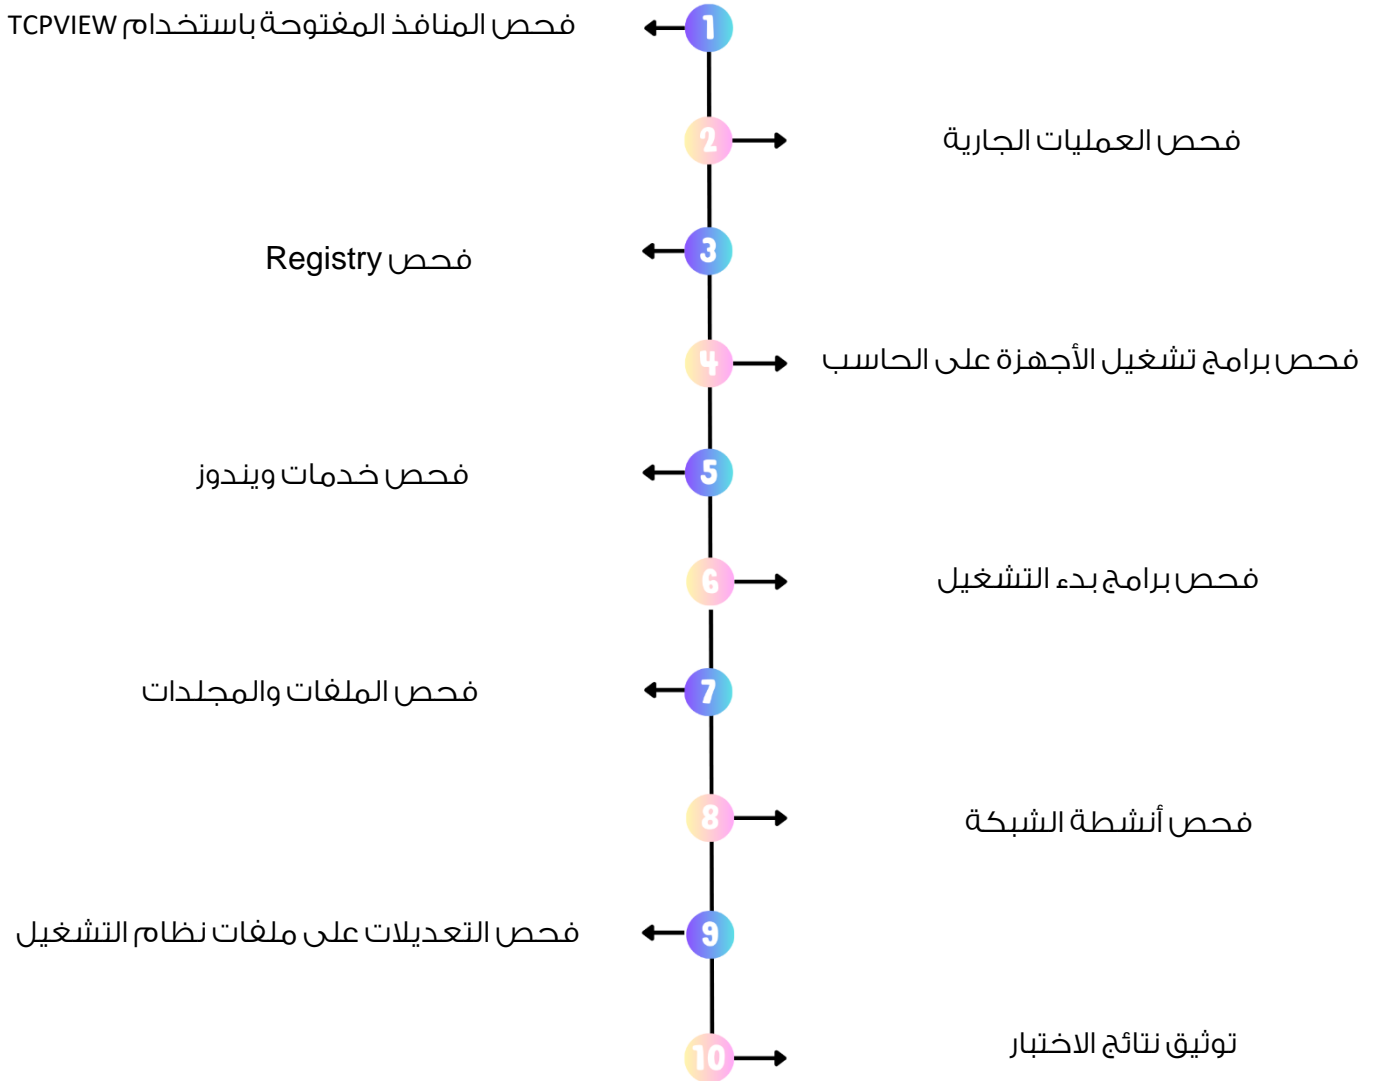 1
فحص المنافذ المفتوحة باستخدام TCPVIEW
2
فحص العمليات الجارية
3
فحص Registry
4
فحص برامج تشغيل الأجهزة على الحاسب
5
فحص خدمات ويندوز
6
فحص برامج بدء التشغيل
7
فحص الملفات والمجلدات
8
فحص أنشطة الشبكة
9
فحص التعديلات على ملفات نظام التشغيل
10
توثيق نتائج الاختبار